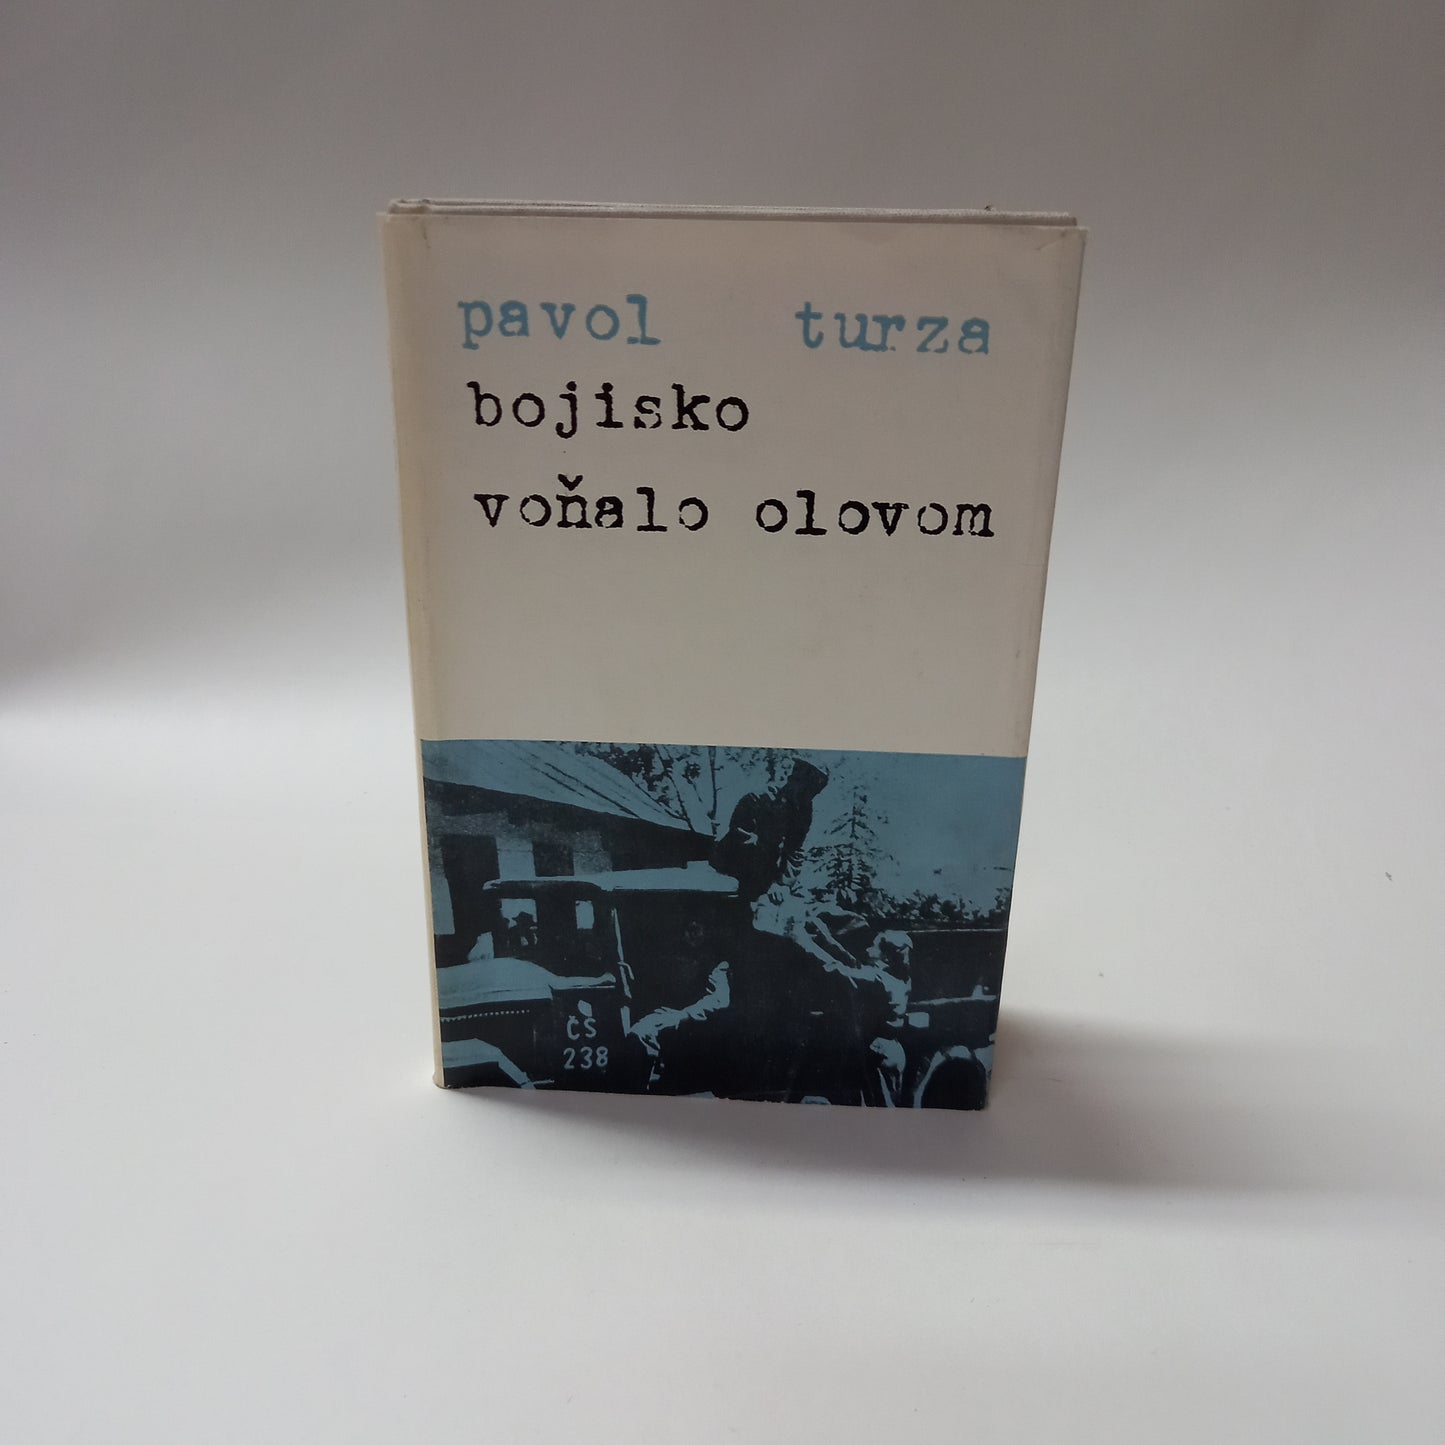 pavol turza
bojisko
voňalo olovom
ČS
238